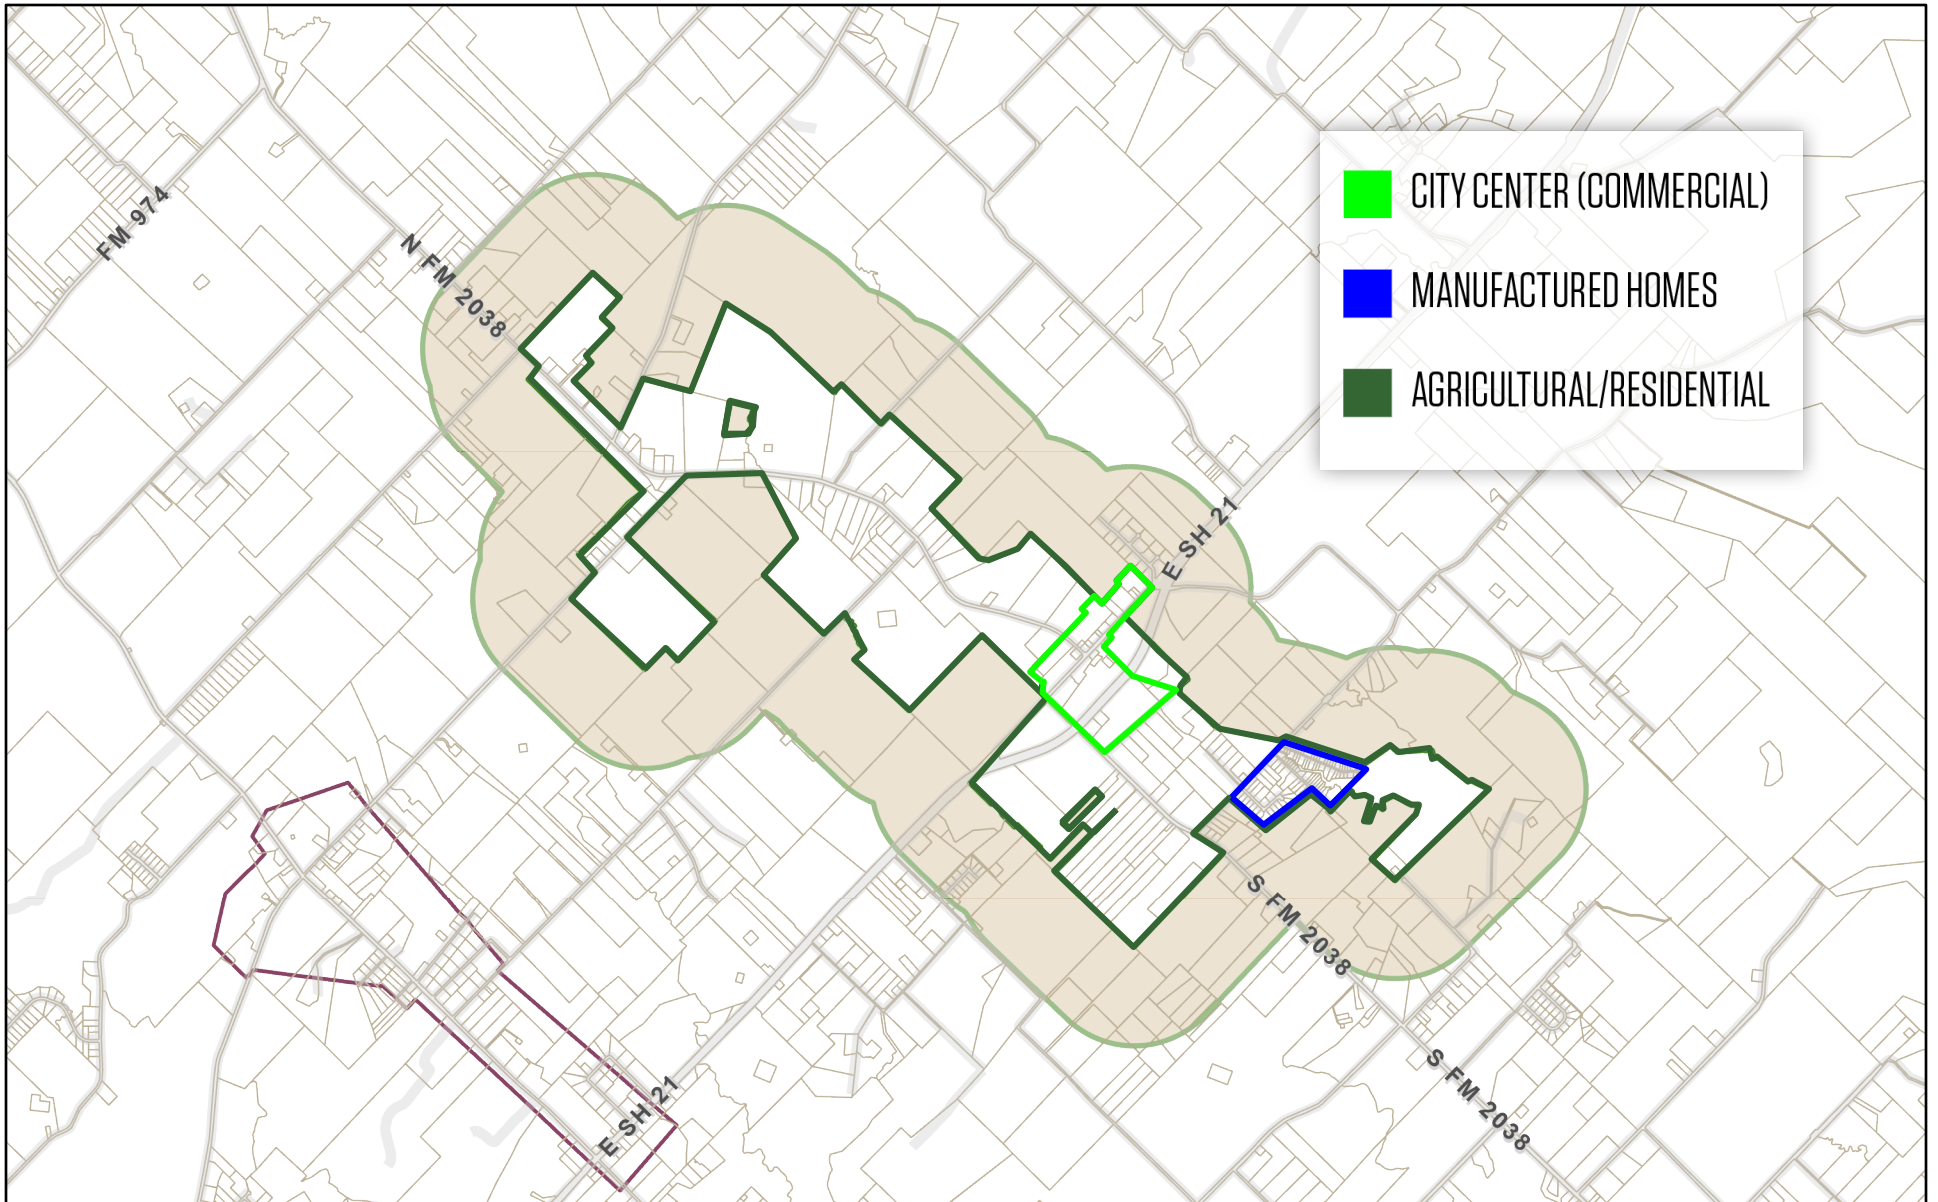 CITY CENTER (COMMERCIAL)
MANUFACTURED HOMES
AGRICULTURAL/RESIDENTIAL
FM 974
N FM 2038
E SH 21
S FM 2038
S FM 2038
E SH 21